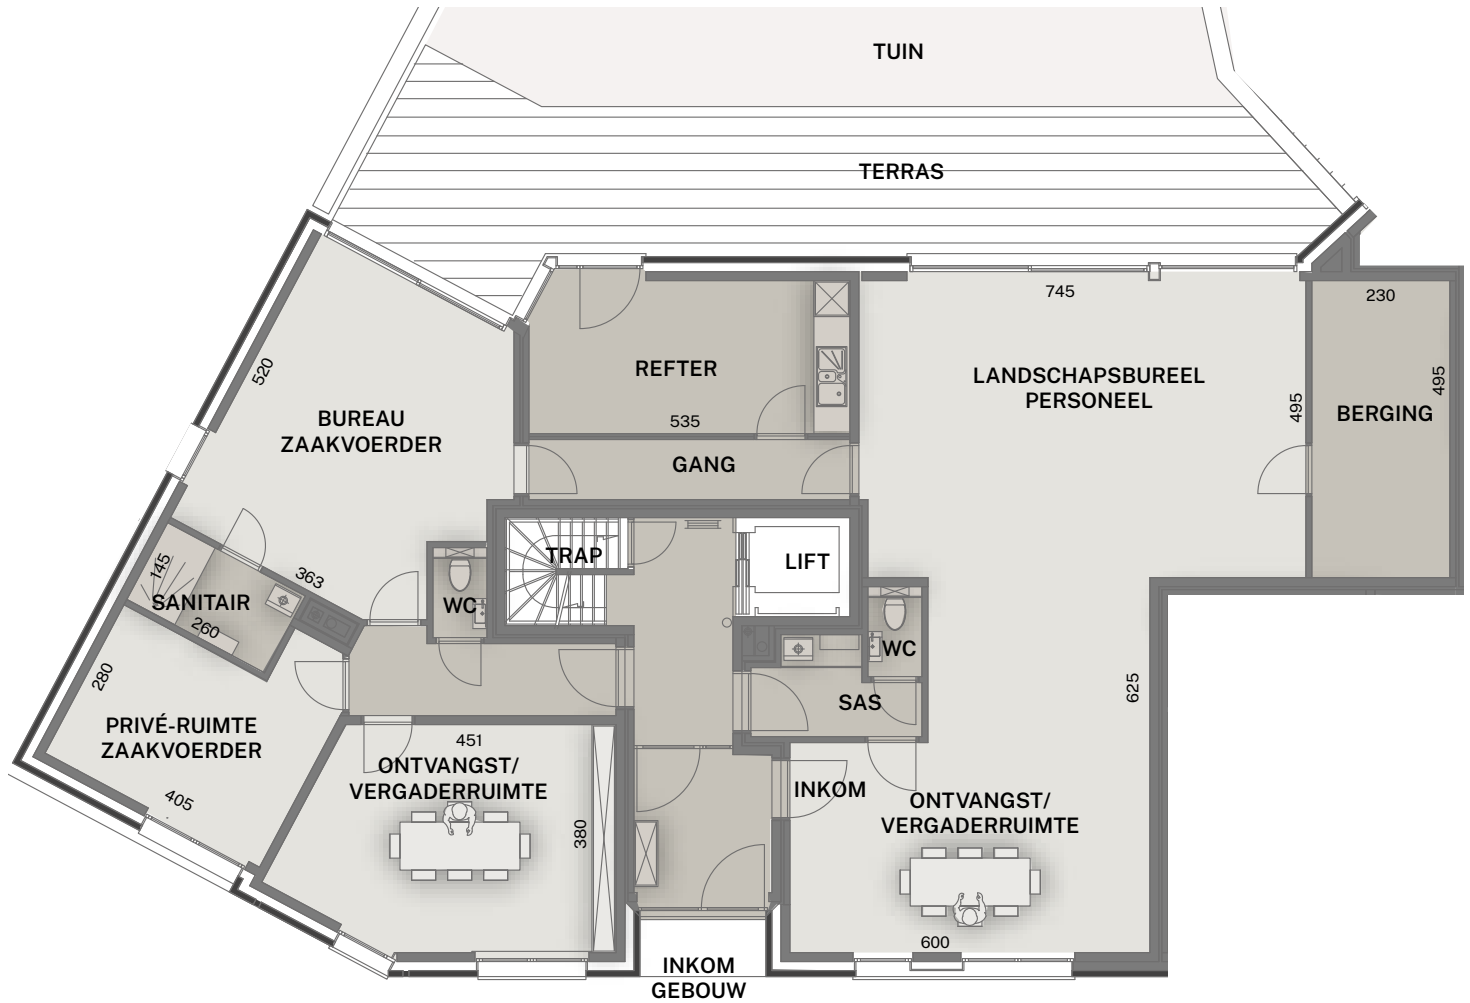 TUIN
TERRAS
745
230
520
REFTER
LANDSCHAPSBUREEL
PERSONEEL
495
495
BERGING
BUREAU
ZAAKVOERDER
535
GANG
TRAP
LIFT
145
363
SANITAIR
260
WC
WC
280
625
SAS
PRIVÉ-RUIMTE
ZAAKVOERDER
451
ONTVANGST/
VERGADERRUIMTE
INKOM
ONTVANGST/
VERGADERRUIMTE
405
380
600
INKOM
GEBOUW